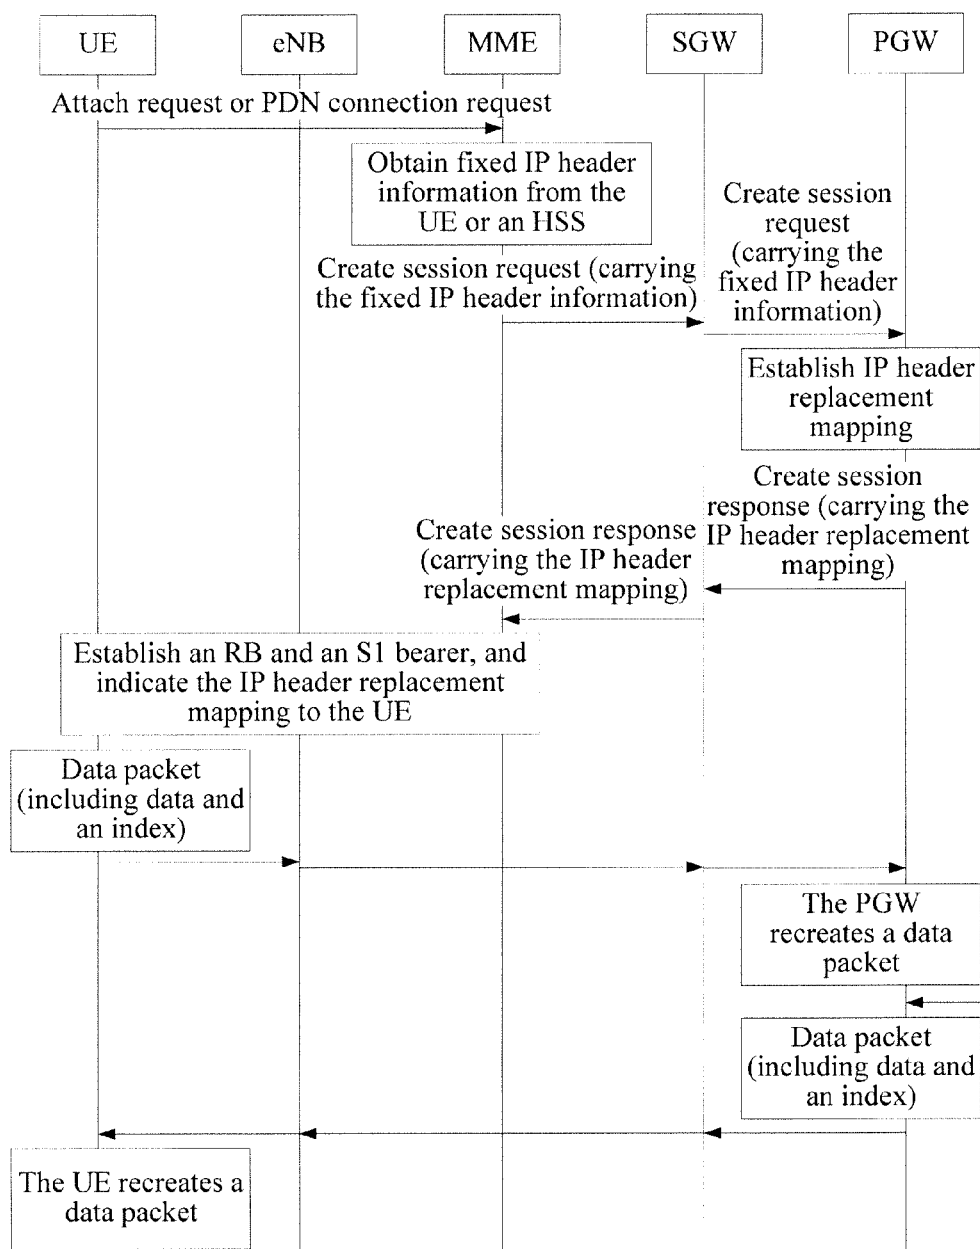 UE
eNB
MME
SGW
PGW
Attach request or PDN connection request
Obtain fixed IP header
information from the
UE or an HSS
Create session
request
(carrying the
fixed IP header
information)
Create session request (carrying
the fixed IP header information)
Establish IP header
replacement
mapping
Create session
response (carrying the
IP header replacement
mapping)
Create session response
(carrying the IP header
replacement mapping)
Establish an RB and an S1 bearer, and
indicate the IP header replacement
mapping to the UE
Data packet
(including data and
an index)
The PGW
recreates a data
packet
Data packet
(including data and
an index)
The UE recreates a
data packet